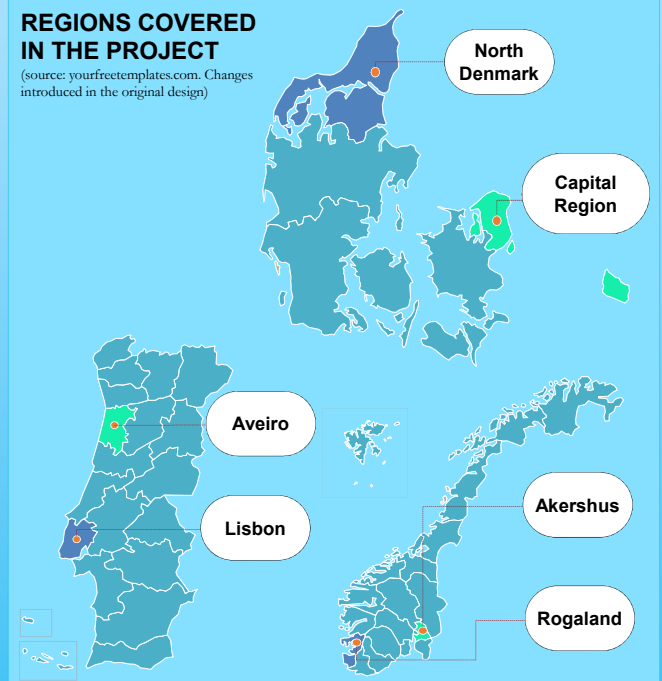 REGIONS COVERED
IN THE PROJECT
(source: yourfreetemplates.com. Changes
introduced in the original design)
North
Denmark
Capital
Region
Aveiro
Lisbon
Akershus
Rogaland